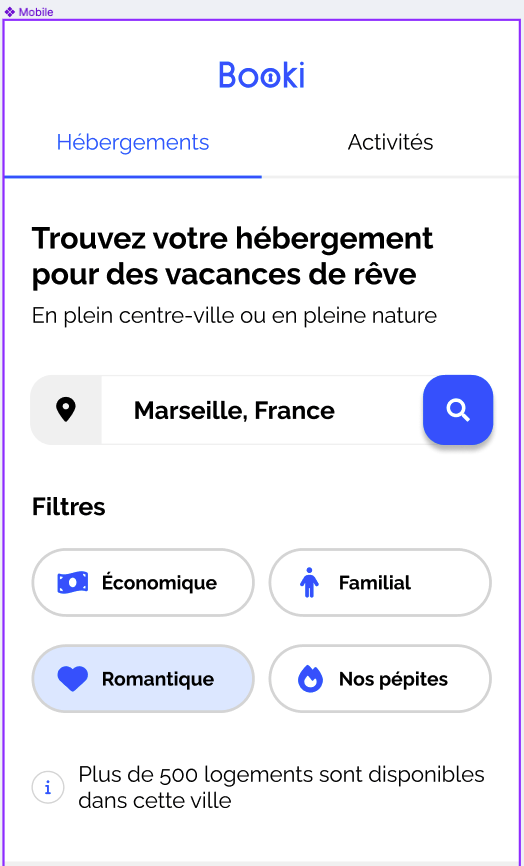 Mobile
Booki
Hébergements Activités
Trouvez votre hébergement
pour des vacances de rêve
En plein centre-ville ou en pleine nature
Marseille, France
Filtres
Économique Familial
Romantique Nos pépites
i Plus de 500 logements sont disponibles
dans cette ville